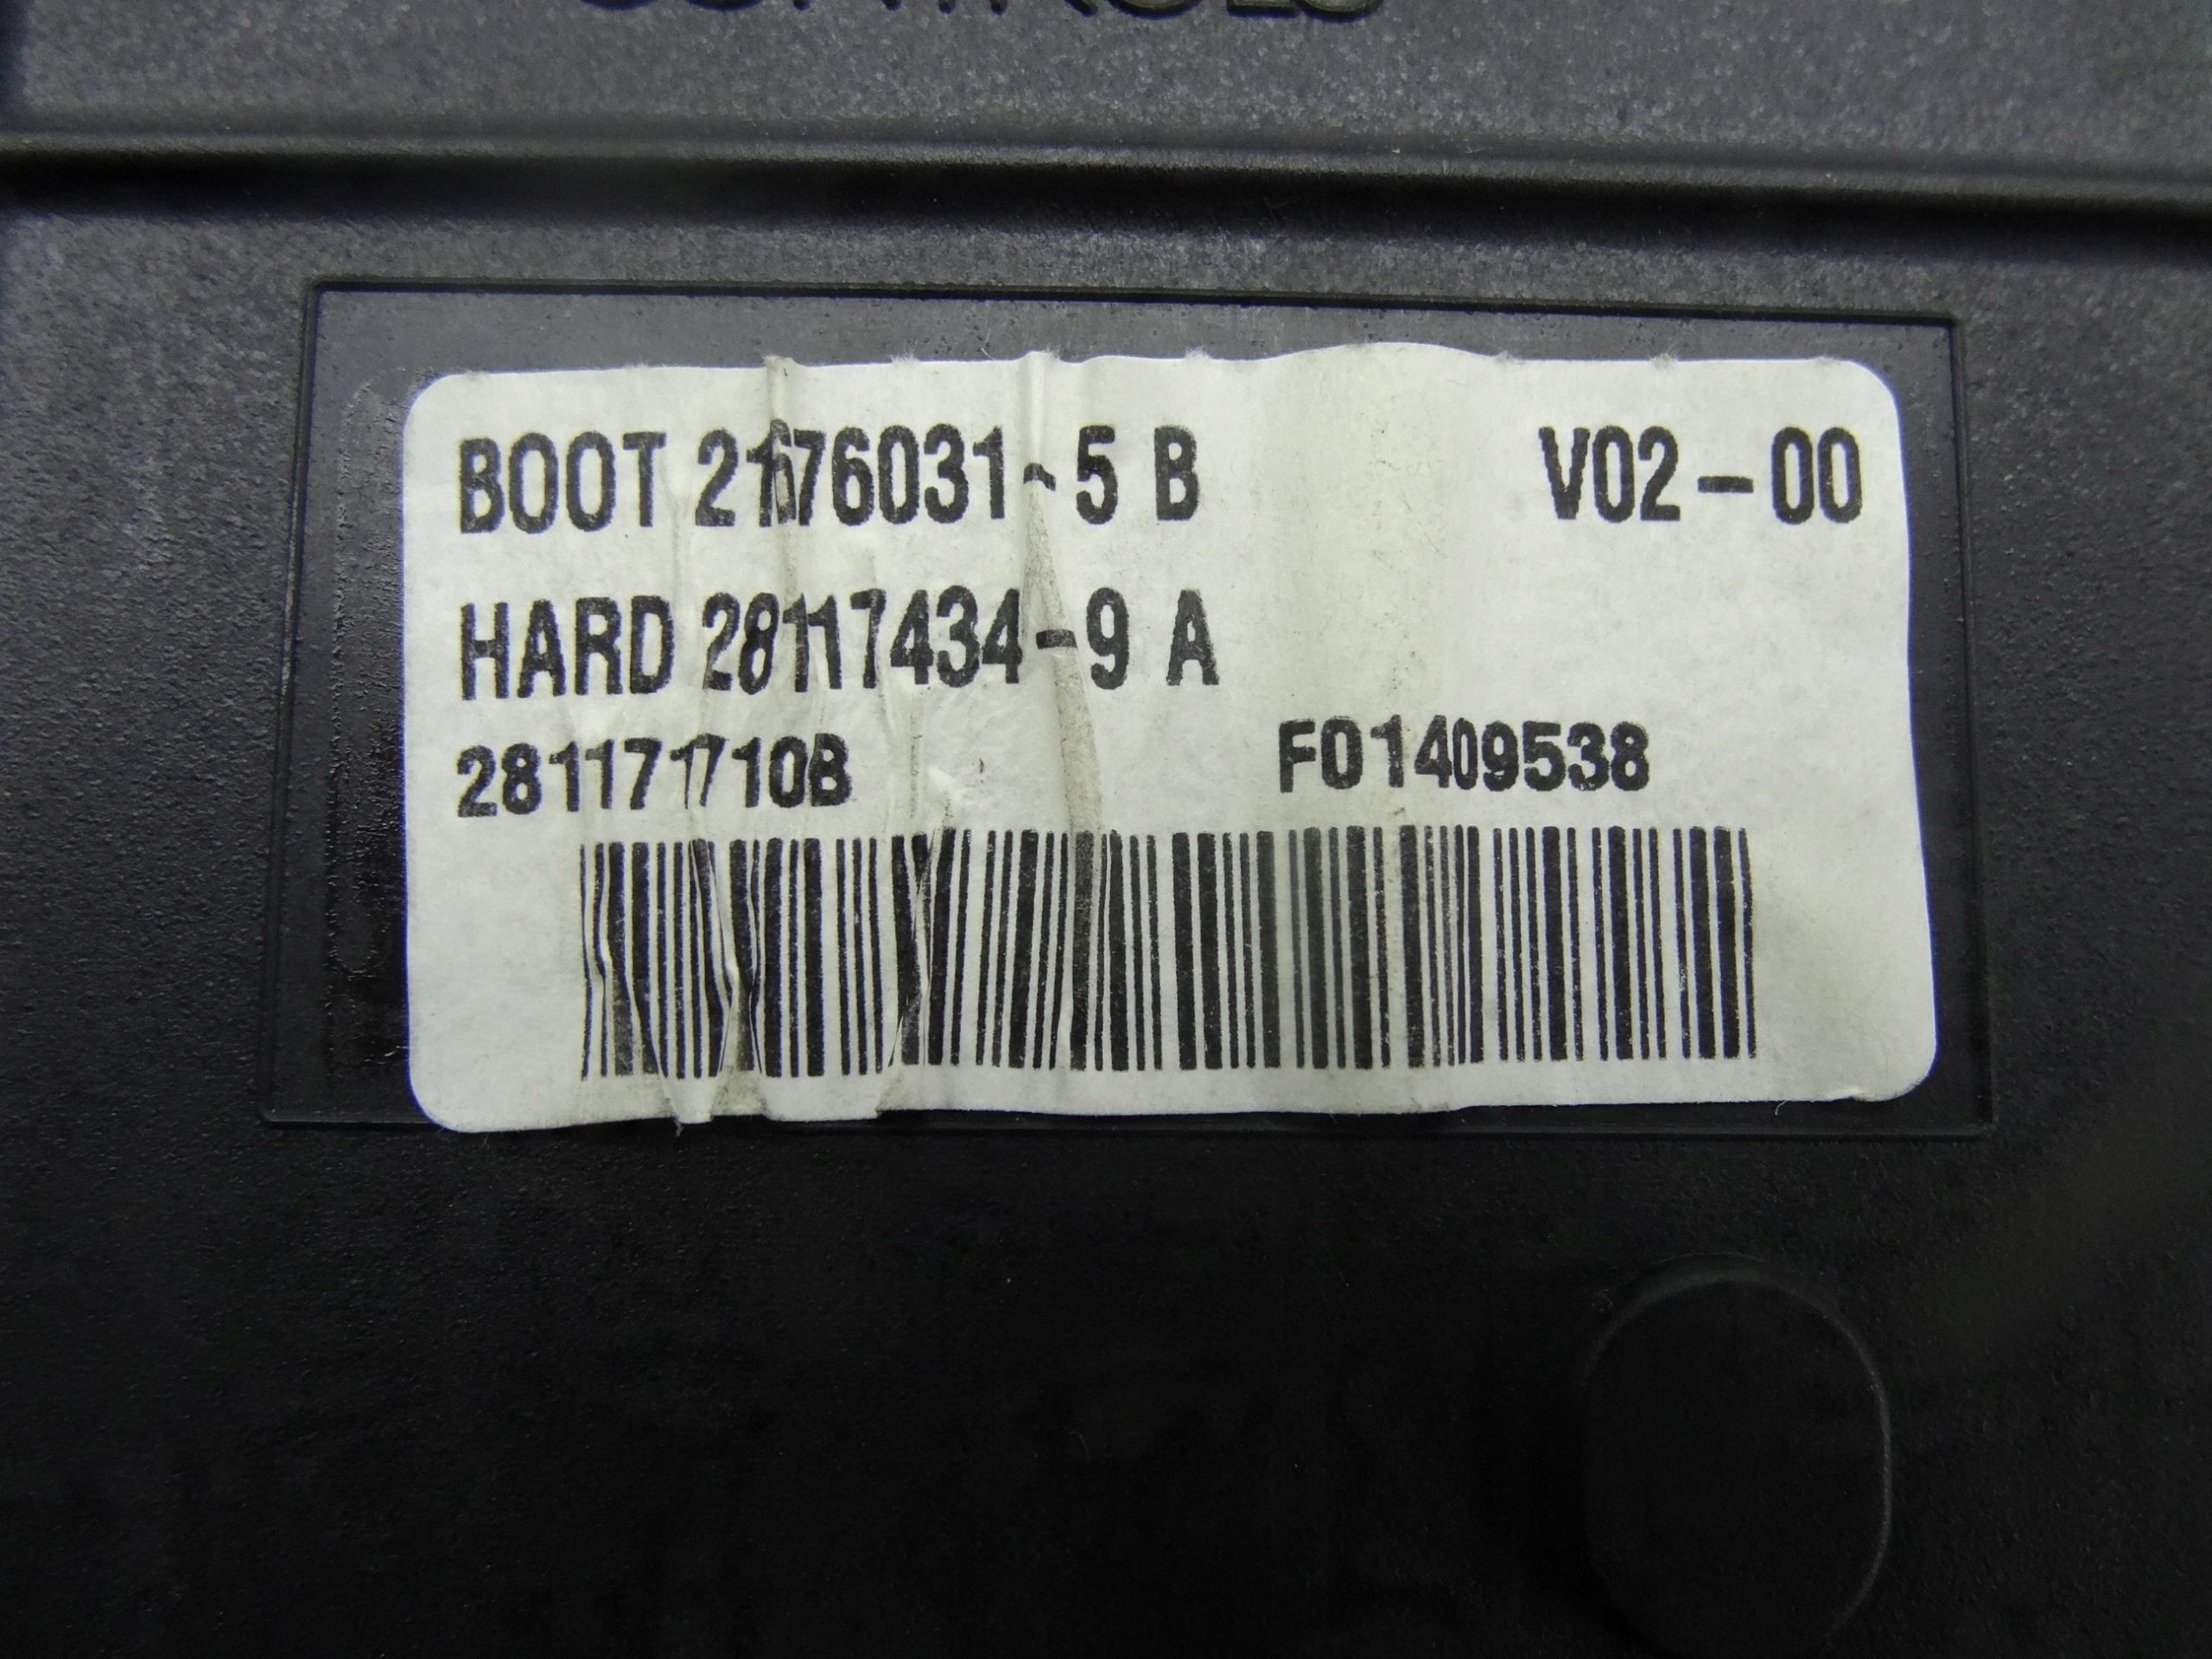 BOOT 21676031-5 B V02-00
HARD 28117434-9 A
281171710B F01409538